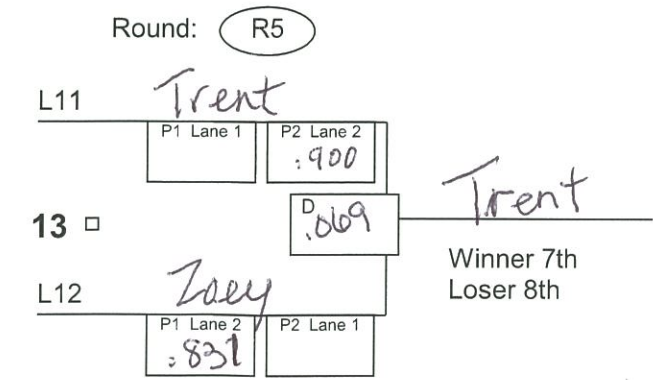 Round: R5
L11 Trent
P1 Lane 1 P2 Lane 2
:900
13
D
.069
Trent
Winner 7th
Loser 8th
L12 Zoey
P1 Lane 2 P2 Lane 1
:831